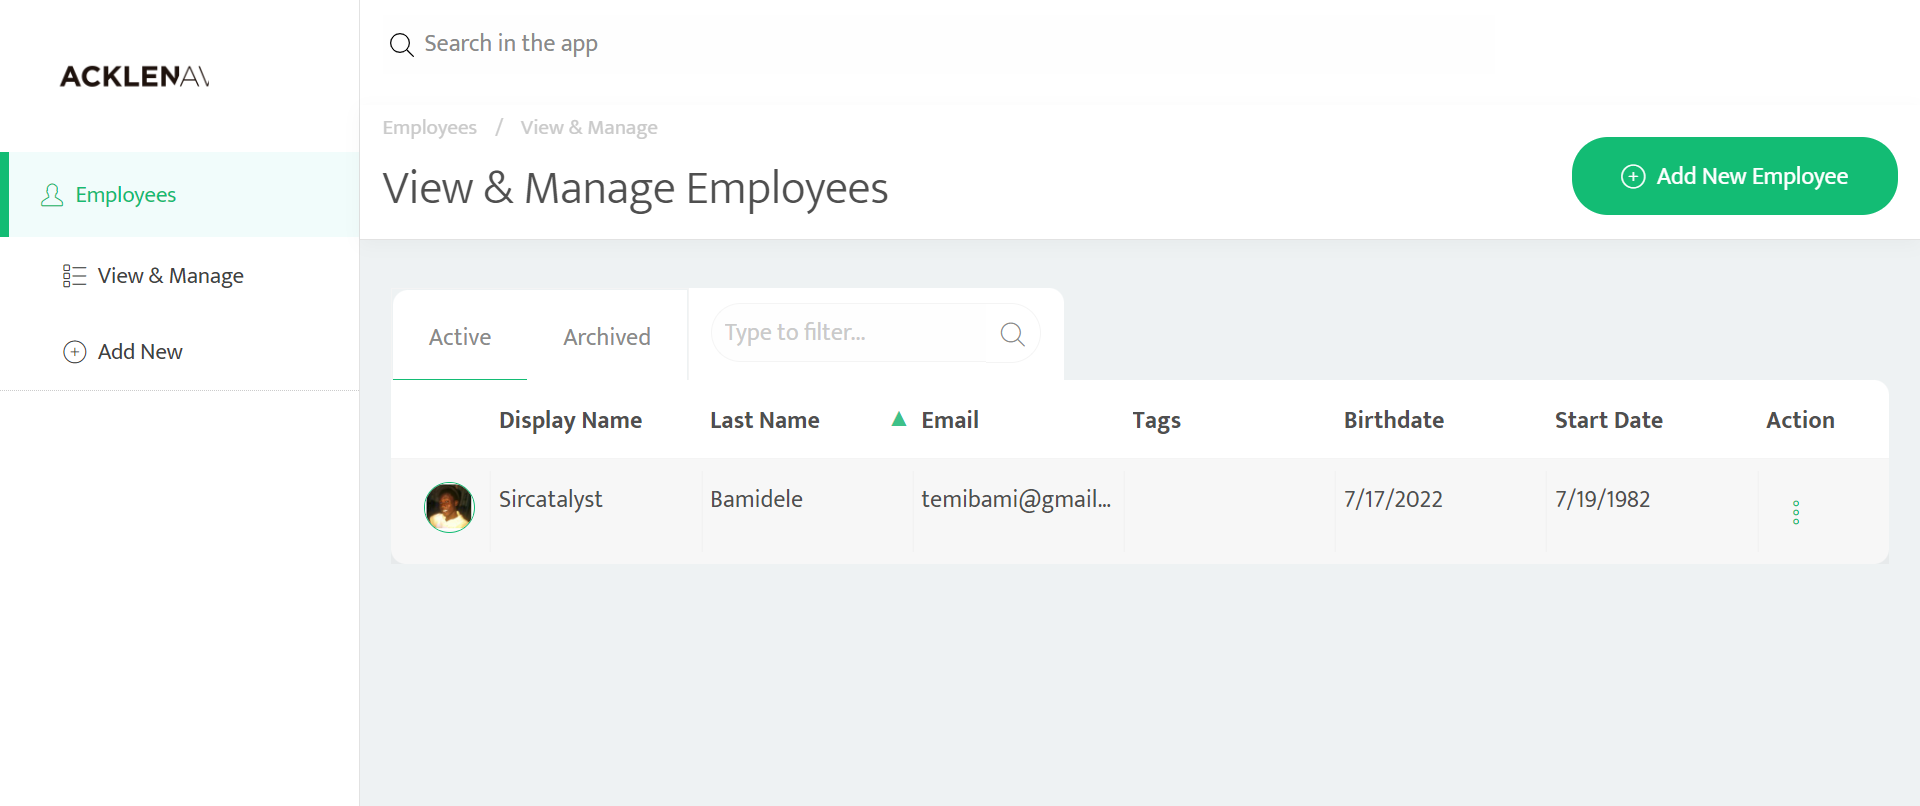 Search in the app
ACKLENAV
Employees / View & Manage
View & Manage Employees
Add New Employee
Employees
View & Manage
Add New
Active Archived Type to filter...
Display Name Last Name ▲ Email Tags Birthdate Start Date Action
Sircatalyst Bamidele temibami@gmail... 7/17/2022 7/19/1982